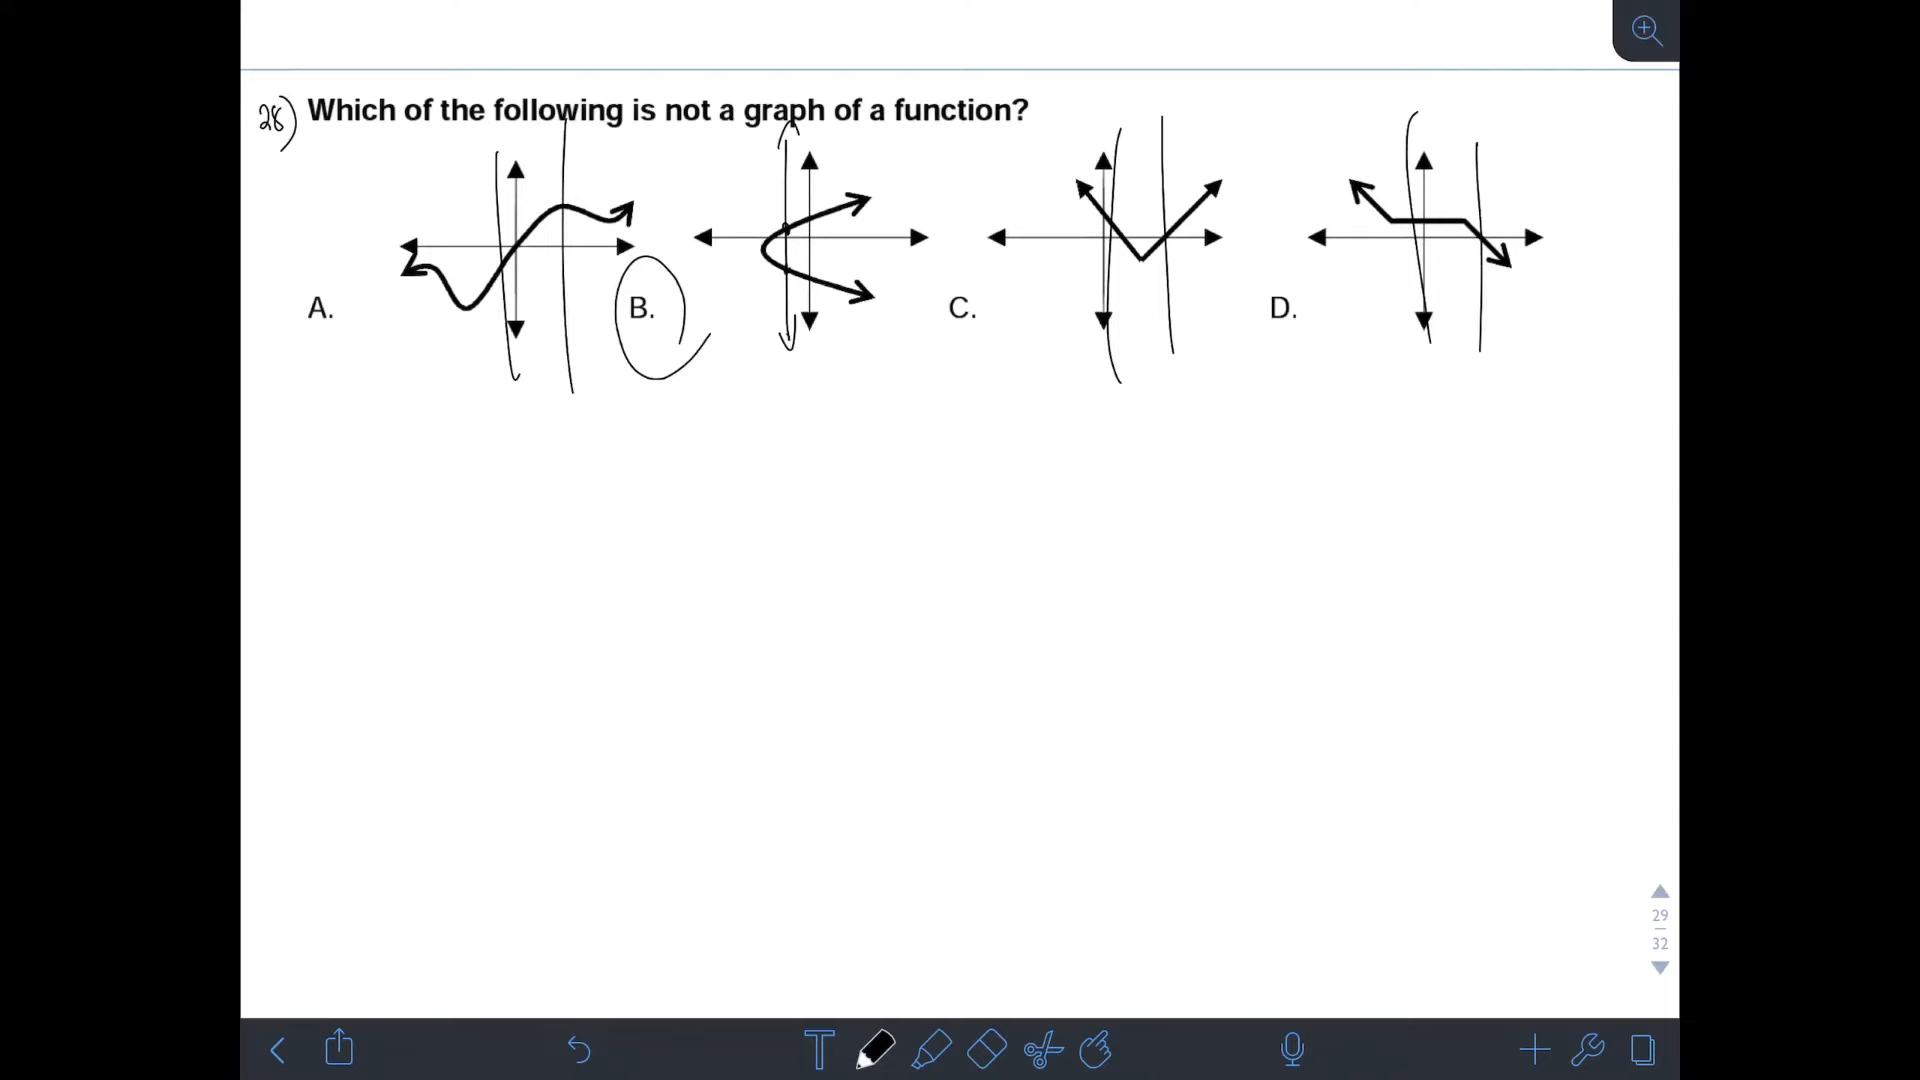 28) Which of the following is not a graph of a function?
A. B. C. D.
29
32
T